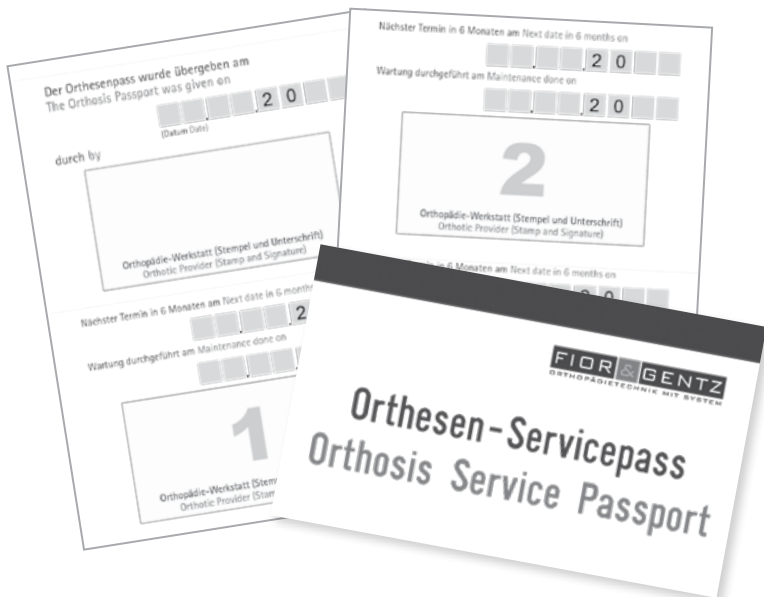 Der Orthesenpass wurde übergeben am
The Orthosis Passport was given on
20
(Datum Date)
durch by
Orthopädie-Werkstatt (Stempel und Unterschrift)
Orthotic Provider (Stamp and Signature)
Nächster Termin in 6 Monaten am Next date in 6 month
2
Wartung durchgeführt am Maintenance done on
1
Orthopädie-Werkstatt (Stem
Orthotic Provider (Stam
Nächster Termin in 6 Monaten am Next date in 6 months on
20
Wartung durchgeführt am Maintenance done on
20
2
Orthopädie-Werkstatt (Stempel und Unterschrift)
Orthotic Provider (Stamp and Signature)
in 6 Monaten am Next date in 6 months on
20
FIOR & GENTZ
ORTHOPÄDIETECHNIK MIT SYSTEM
Orthesen-Servicepass
Orthosis Service Passport